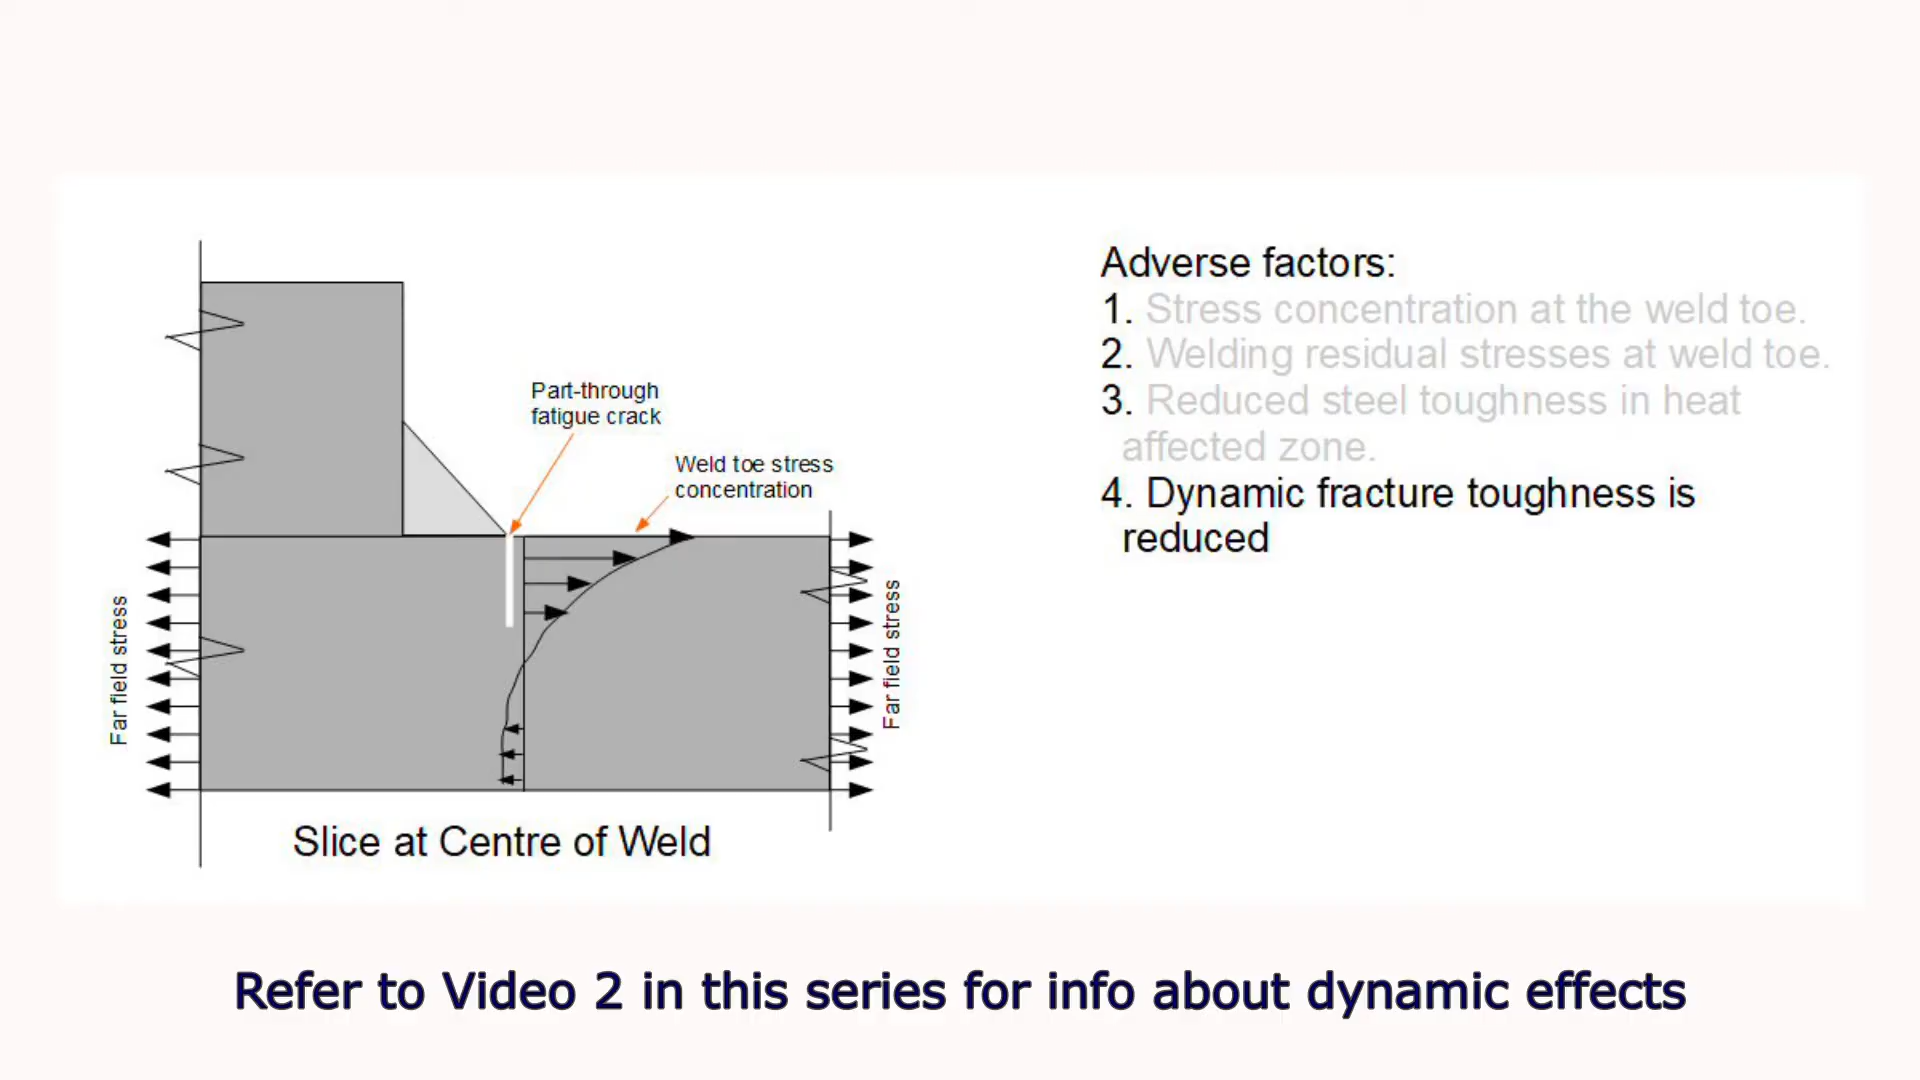 Adverse factors:
1. Stress concentration at the weld toe.
2. Welding residual stresses at weld toe.
3. Reduced steel toughness in heat
affected zone.
4. Dynamic fracture toughness is
reduced
Part-through
fatigue crack
Weld toe stress
concentration
Far field stress
Far field stress
Slice at Centre of Weld
Refer to Video 2 in this series for info about dynamic effects